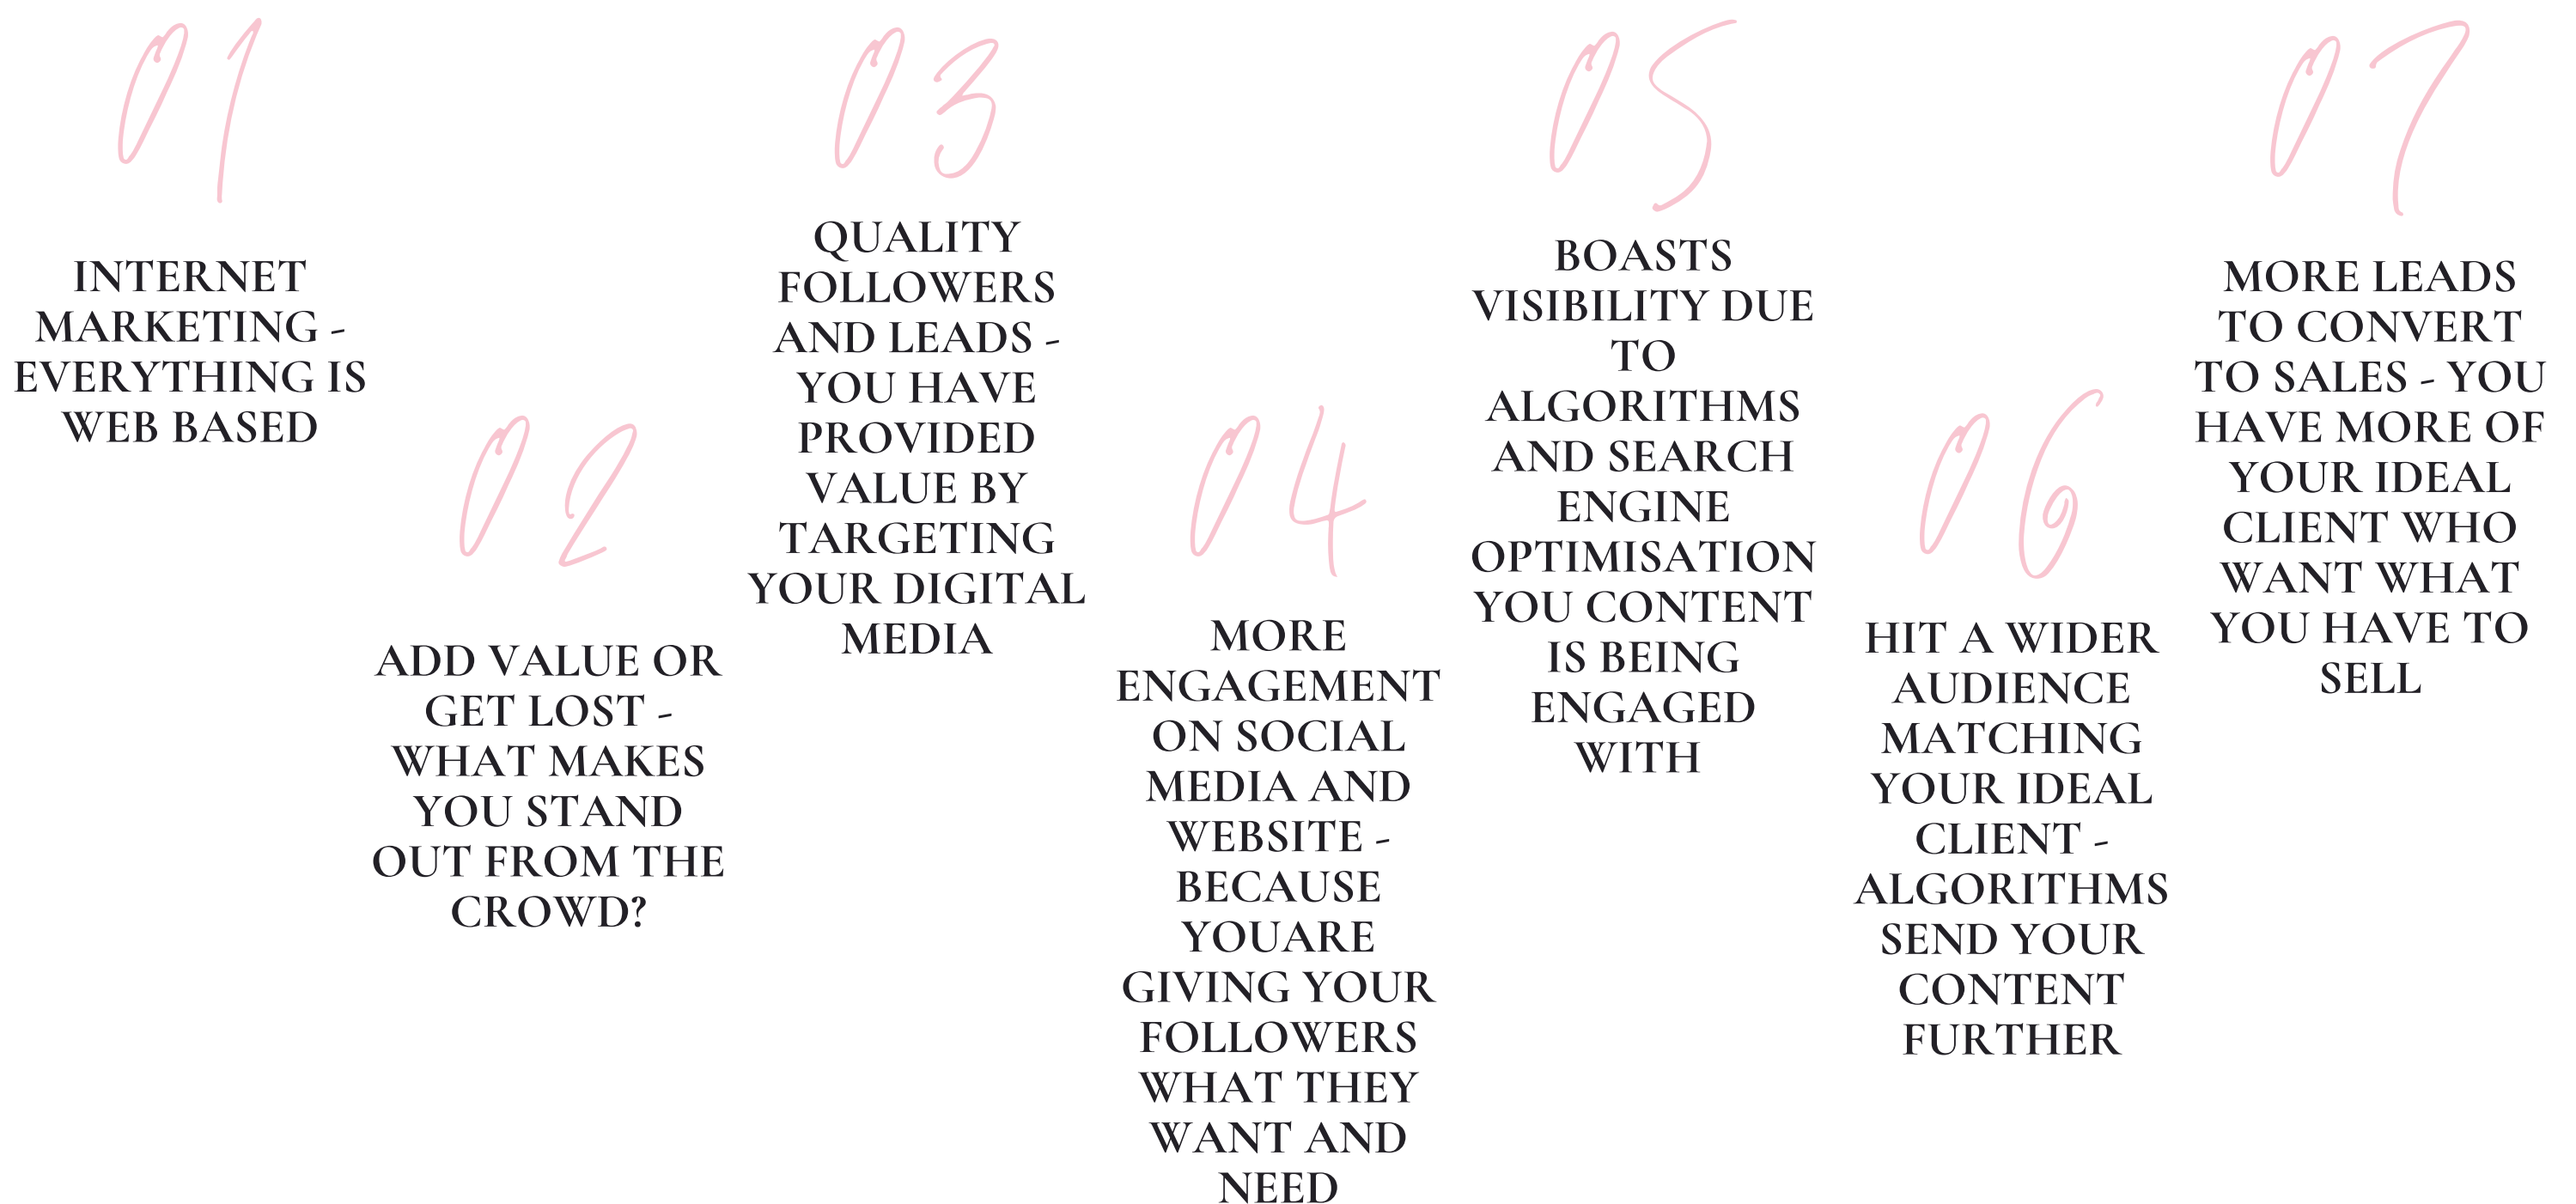 01
INTERNET
MARKETING -
EVERYTHING IS
WEB BASED
02
ADD VALUE OR
GET LOST -
WHAT MAKES
YOU STAND
OUT FROM THE
CROWD?
03
QUALITY
FOLLOWERS
AND LEADS -
YOU HAVE
PROVIDED
VALUE BY
TARGETING
YOUR DIGITAL
MEDIA
04
MORE
ENGAGEMENT
ON SOCIAL
MEDIA AND
WEBSITE -
BECAUSE
YOUARE
GIVING YOUR
FOLLOWERS
WHAT THEY
WANT AND
NEED
05
BOASTS
VISIBILITY DUE
TO
ALGORITHMS
AND SEARCH
ENGINE
OPTIMISATION
YOU CONTENT
IS BEING
ENGAGED
WITH
06
HIT A WIDER
AUDIENCE
MATCHING
YOUR IDEAL
CLIENT -
ALGORITHMS
SEND YOUR
CONTENT
FURTHER
07
MORE LEADS
TO CONVERT
TO SALES - YOU
HAVE MORE OF
YOUR IDEAL
CLIENT WHO
WANT WHAT
YOU HAVE TO
SELL